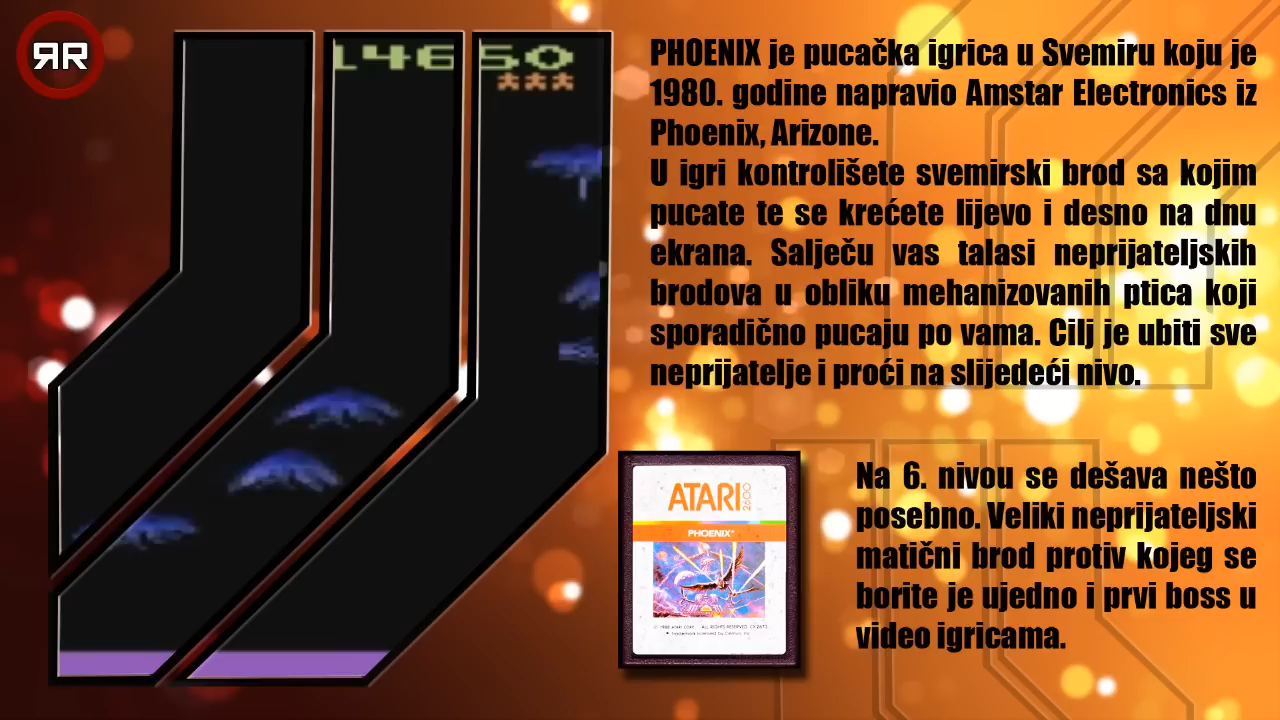 ЯR
14650
PHOENIX je pucačka igrica u Svemiru koju je
1980. godine napravio Amstar Electronics iz
Phoenix, Arizone.
U igri kontrolišete svemirski brod sa kojim
pucate te se krećete lijevo i desno na dnu
ekrana. Salječu vas talasi neprijateljskih
brodova u obliku mehanizovanih ptica koji
sporadično pucaju po vama. Cilj je ubiti sve
neprijatelje i proći na slijedeći nivo.
ATARI 2600
PHOENIX
Na 6. nivou se dešava nešto
posebno. Veliki neprijateljski
matični brod protiv kojeg se
borite je ujedno i prvi boss u
video igricama.